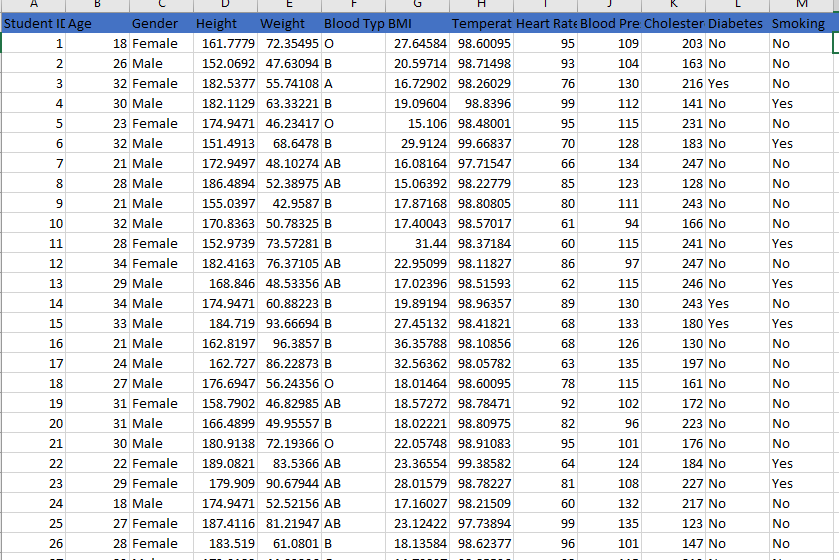 A B C D E F G H I J K L M
Student ID Age Gender Height Weight Blood Typ BMI Temperat Heart Rate Blood Pre Cholester Diabetes Smoking
1 18 Female 161.7779 72.35495 O 27.64584 98.60095 95 109 203 No No
2 26 Male 152.0692 47.63094 B 20.59714 98.71498 93 104 163 No No
3 32 Female 182.5377 55.74108 A 16.72902 98.26029 76 130 216 Yes No
4 30 Male 182.1129 63.33221 B 19.09604 98.8396 99 112 141 No Yes
5 23 Female 174.9471 46.23417 O 15.106 98.48001 95 115 231 No No
6 32 Male 151.4913 68.6478 B 29.9124 99.66837 70 128 183 No Yes
7 21 Male 172.9497 48.10274 AB 16.08164 97.71547 66 134 247 No No
8 28 Male 186.4894 52.38975 AB 15.06392 98.22779 85 123 128 No No
9 21 Male 155.0397 42.9587 B 17.87168 98.80805 80 111 243 No No
10 32 Male 170.8363 50.78325 B 17.40043 98.57017 61 94 166 No No
11 28 Female 152.9739 73.57281 B 31.44 98.37184 60 115 241 No Yes
12 34 Female 182.4163 76.37105 AB 22.95099 98.11827 86 97 247 No No
13 29 Male 168.846 48.53356 AB 17.02396 98.51593 62 115 246 No Yes
14 34 Male 174.9471 60.88223 B 19.89194 98.96357 89 130 243 Yes No
15 33 Male 184.719 93.66694 B 27.45132 98.41821 68 133 180 Yes Yes
16 21 Male 162.8197 96.3857 B 36.35788 98.10856 68 126 130 No No
17 24 Male 162.727 86.22873 B 32.56362 98.05782 63 135 197 No No
18 27 Male 176.6947 56.24356 O 18.01464 98.60095 78 115 161 No No
19 31 Female 158.7902 46.82985 AB 18.57272 98.78471 92 102 172 No No
20 31 Male 166.4899 49.95557 B 18.02221 98.80975 82 96 223 No No
21 30 Male 180.9138 72.19366 O 22.05748 98.91083 95 101 176 No No
22 22 Female 189.0821 83.5366 AB 23.36554 99.38582 64 124 184 No Yes
23 29 Female 179.909 90.67944 AB 28.01579 98.78227 81 108 227 No Yes
24 18 Male 174.9471 52.52156 AB 17.16027 98.21509 60 132 217 No No
25 27 Female 187.4116 81.21947 AB 23.12422 97.73894 99 135 123 No No
26 28 Female 183.519 61.0801 B 18.13584 98.62377 96 101 147 No No